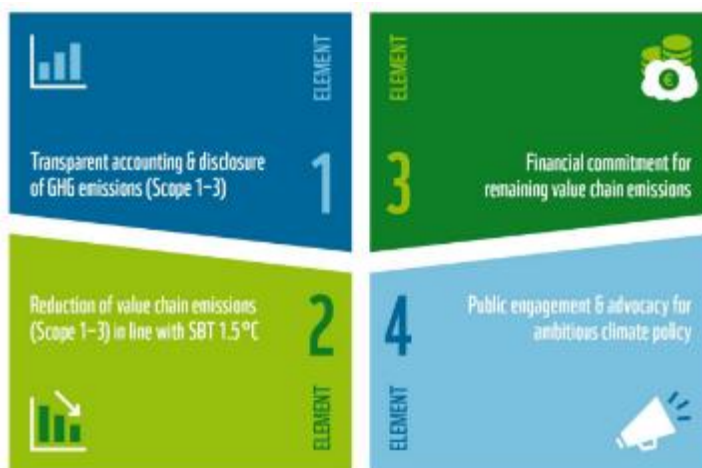 ELEMENT
1
Transparent accounting & disclosure
of GHG emissions (Scope 1–3)
Reduction of value chain emissions
(Scope 1–3) in line with SBT 1.5 °C
2
ELEMENT
ELEMENT
3
€
Financial commitment for
remaining value chain emissions
4
Public engagement & advocacy for
ambitious climate policy
ELEMENT